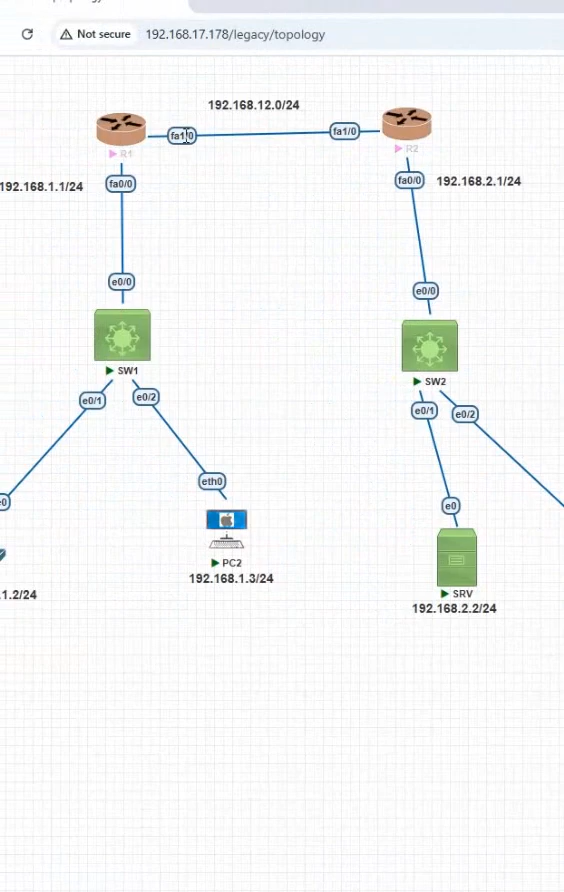 Not secure 192.168.17.178/legacy/topology
192.168.12.0/24
fa1/0
fa1/0
R1
R2
192.168.1.1/24
fa0/0
fa0/0
192.168.2.1/24
e0/0
e0/0
SW1
SW2
e0/1
e0/2
e0/1
e0/2
eth0
e0
PC2
192.168.1.3/24
.1.2/24
SRV
192.168.2.2/24